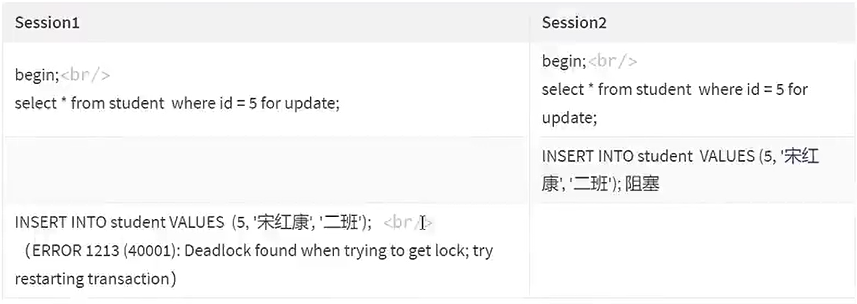 Session1
Session2
begin;<br/>
select * from student where id = 5 for update;
begin;<br/>
select * from student where id = 5 for
update;
INSERT INTO student VALUES (5, '宋红
康', '二班'); 阻塞
INSERT INTO student VALUES (5, '宋红康', '二班'); <br/>
（ERROR 1213 (40001): Deadlock found when trying to get lock; try
restarting transaction）